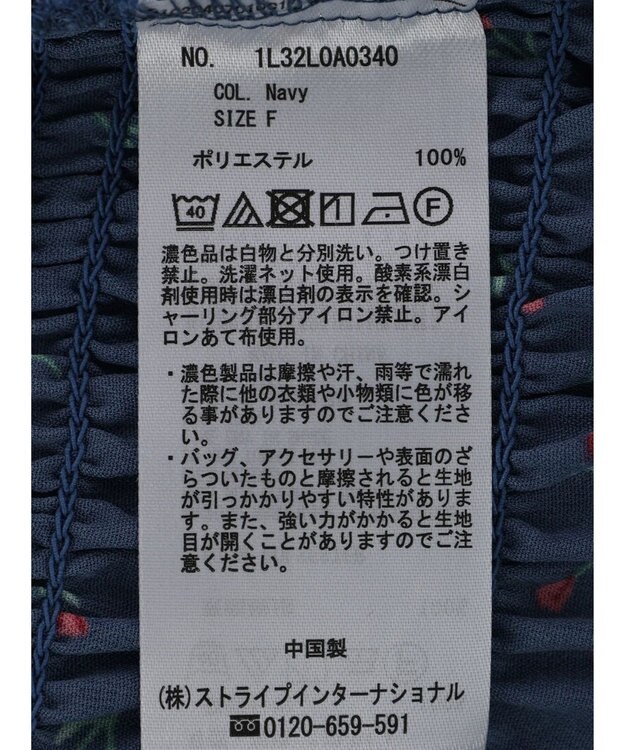 NO. 1L32L0A0340
COL. Navy
SIZE F
ポリエステル 100%
40 1 F
濃色品は白物と分別洗い。つけ置き
禁止。洗濯ネット使用。酸素系漂白
剤使用時は漂白剤の表示を確認。シ
ャーリング部分アイロン禁止。アイ
ロンあて布使用。
・濃色製品は摩擦や汗、雨等で濡れ
た際に他の衣類や小物類に色が移
る事がありますのでご注意くださ
い。
・バッグ、アクセサリーや表面のざ
らついたものと摩擦されると生地
が引っかかりやすい特性がありま
す。また、強い力がかかると生地
目が開くことがありますのでご注
意ください。
中国製
(株)ストライプインターナショナル
0120-659-591